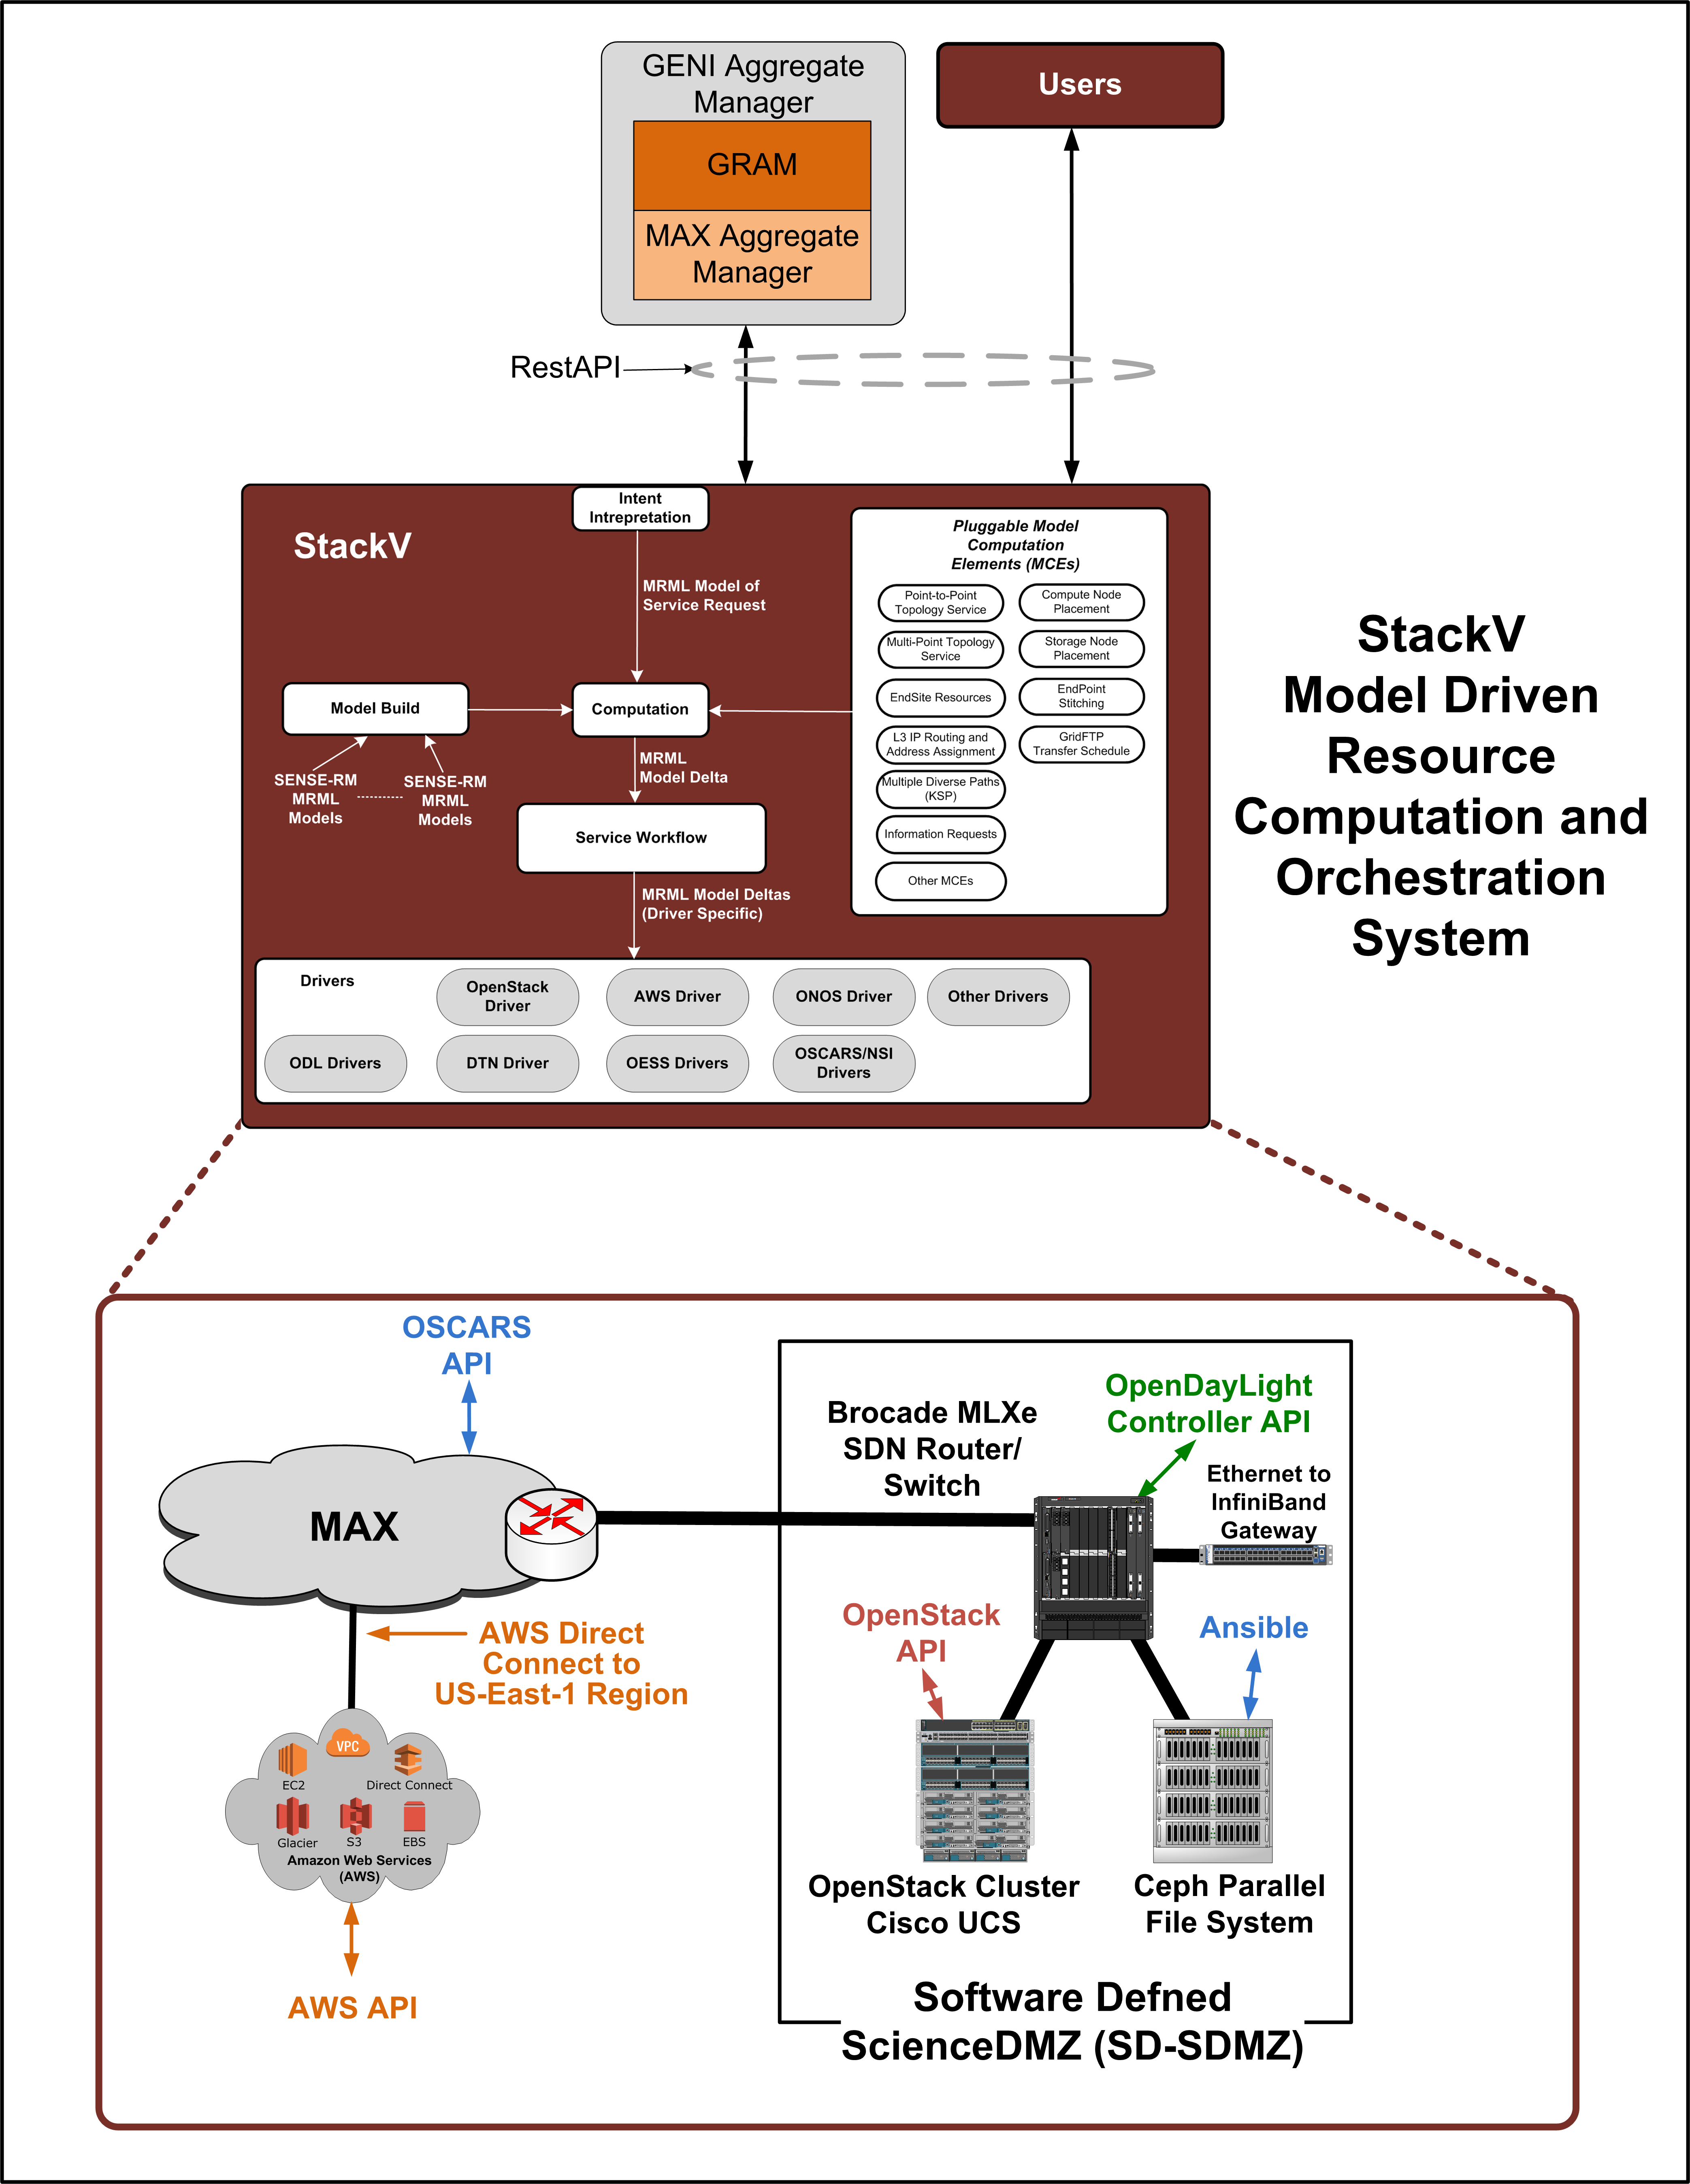 GENI Aggregate
Manager
GRAM
MAX Aggregate
Manager
Users
RestAPI
StackV
Intent
Intrepretation
MRML Model of
Service Request
Model Build
Computation
SENSE-RM
MRML
Models
SENSE-RM
MRML
Models
MRML
Model Delta
Service Workflow
MRML Model Deltas
(Driver Specific)
Pluggable Model
Computation
Elements (MCEs)
Point-to-Point
Topology Service
Compute Node
Placement
Multi-Point Topology
Service
Storage Node
Placement
EndSite Resources
EndPoint
Stitching
L3 IP Routing and
Address Assignment
GridFTP
Transfer Schedule
Multiple Diverse Paths
(KSP)
Information Requests
Other MCEs
Drivers
OpenStack
Driver
AWS Driver
ONOS Driver
Other Drivers
ODL Drivers
DTN Driver
OESS Drivers
OSCARS/NSI
Drivers
StackV
Model Driven
Resource
Computation and
Orchestration
System
OSCARS
API
MAX
AWS Direct
Connect to
US-East-1 Region
VPC
EC2
Direct Connect
Glacier
S3
EBS
Amazon Web Services
(AWS)
AWS API
Brocade MLXe
SDN Router/
Switch
OpenDayLight
Controller API
Ethernet to
InfiniBand
Gateway
OpenStack
API
Ansible
OpenStack Cluster
Cisco UCS
Ceph Parallel
File System
Software Defned
ScienceDMZ (SD-SDMZ)